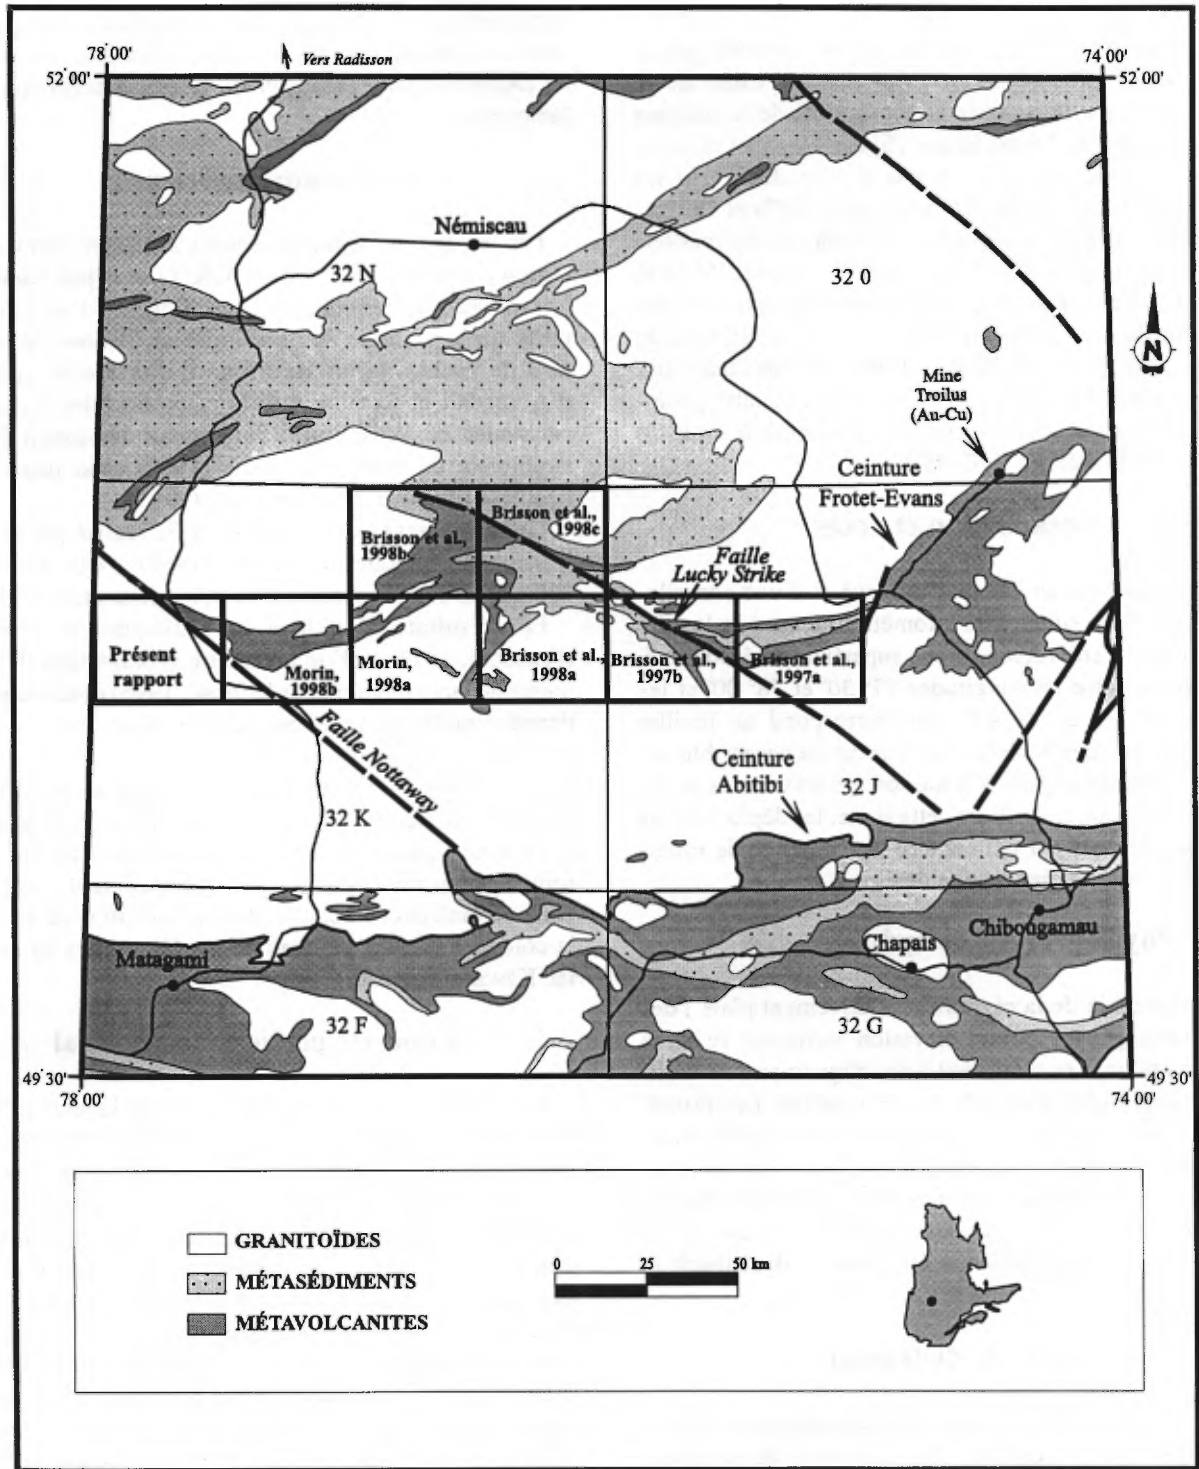 78°00'
Vers Radisson
74°00'
52°00'
52°00'
Némiscau
32 N
32 0
N
Mine
Troilus
(Au-Cu)
Ceinture
Frotet-Evans
Brisson et al.,
1998c
Brisson et al.,
1998b
Faille
Lucky Strike
Présent
rapport
Morin,
1998b
Morin,
1998a
Brisson et al.,
1998a
Brisson et al.,
1997b
Brisson et al.,
1997a
Faille Nottaway
Ceinture
Abitibi
32 J
32 K
Matagami
Chapais
Chibougamau
32 F
32 G
49°30'
49°30'
78°00'
74°00'
GRANITOÏDES
MÉTASÉDIMENTS
MÉTAVOLCANITES
0 25 50 km